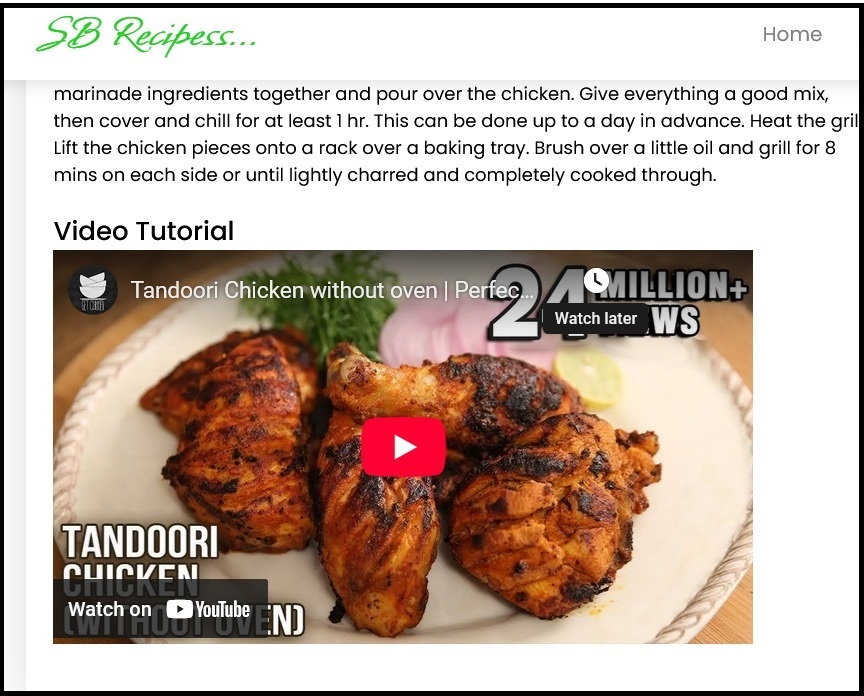 SB Recipess...
Home
marinade ingredients together and pour over the chicken. Give everything a good mix,
then cover and chill for at least 1 hr. This can be done up to a day in advance. Heat the gril
Lift the chicken pieces onto a rack over a baking tray. Brush over a little oil and grill for 8
mins on each side or until lightly charred and completely cooked through.
Video Tutorial
Tandoori Chicken without oven | Perfec...
24 MILLION+
Watch later
TANDOORI
CHICKEN
(WITHOUT OVEN)
Watch on YouTube